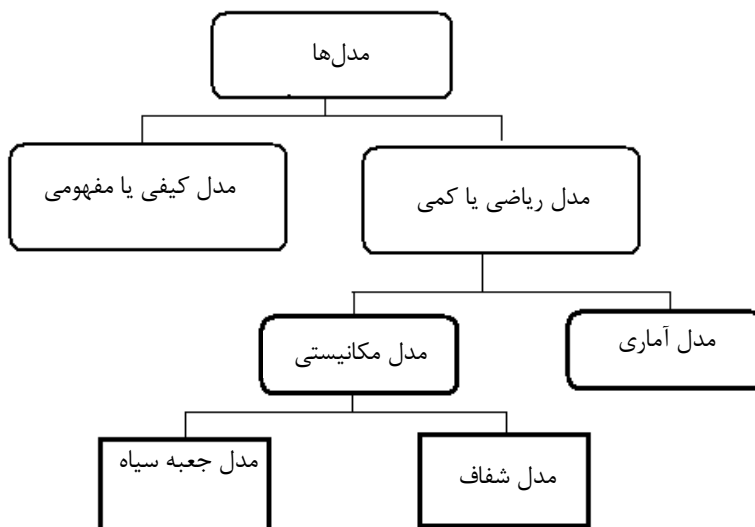 مدل‌ها
مدل ریاضی یا کمی
مدل کیفی یا مفهومی
مدل آماری
مدل مکانیستی
مدل شفاف
مدل جعبه سیاه